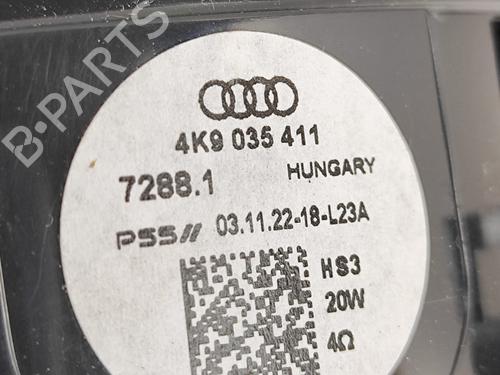 B-PARTS
4K9 035 411
7288.1 HUNGARY
PSS// 03.11.22-18-L23A
HS3
20W
4Ω